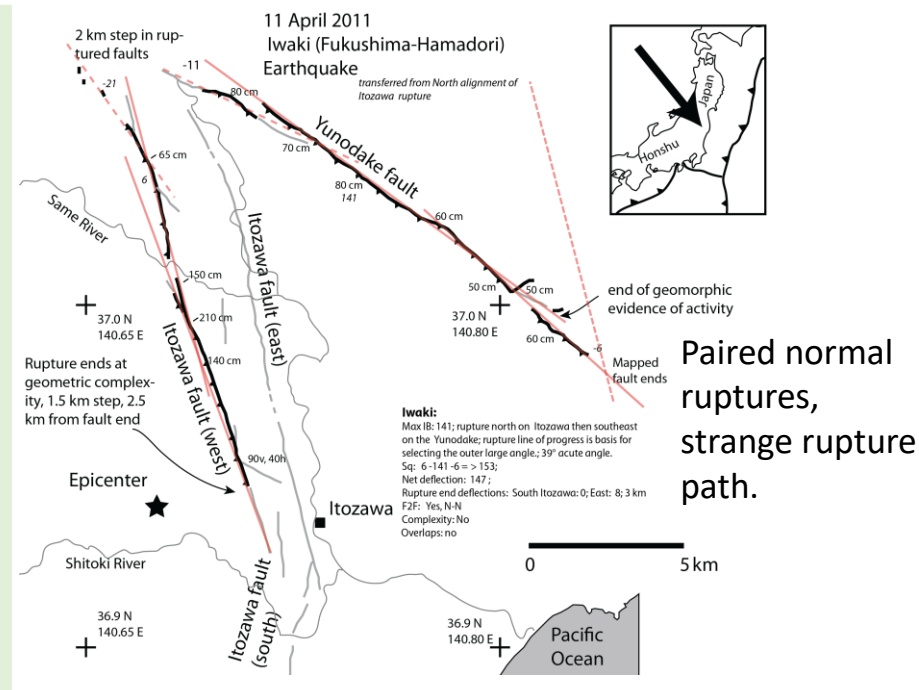 11 April 2011
Iwaki (Fukushima-Hamadori)
Earthquake
2 km step in rup-
tured faults
transferred from North alignment of
Itozawa rupture
-21
-11
80 cm
70 cm
Yunodake fault
80 cm
141
60 cm
65 cm
6
Same River
Itozawa fault (east)
150 cm
210 cm
140 cm
Itozawa fault (west)
37.0 N
140.65 E
50 cm
50 cm
37.0 N
140.80 E
60 cm
-6
end of geomorphic
evidence of activity
Mapped
fault ends
Japan
Honshu
Paired normal
ruptures,
strange rupture
path.
Rupture ends at
geometric complex-
ity, 1.5 km step, 2.5
km from fault end
90v, 40h
Epicenter
Itozawa
Shitoki River
Itozawa fault
(south)
Iwaki:
Max IB: 141; rupture north on Itozawa then southeast
on the Yunodake; rupture line of progress is basis for
selecting the outer large angle.; 39° acute angle.
Sq: 6 -141 -6 = > 153;
Net deflection: 147 ;
Rupture end deflections: South Itozawa: 0; East: 8; 3 km
F2F: Yes, N-N
Complexity: No
Overlaps: no
0 5 km
36.9 N
140.65 E
36.9 N
140.80 E
Pacific
Ocean